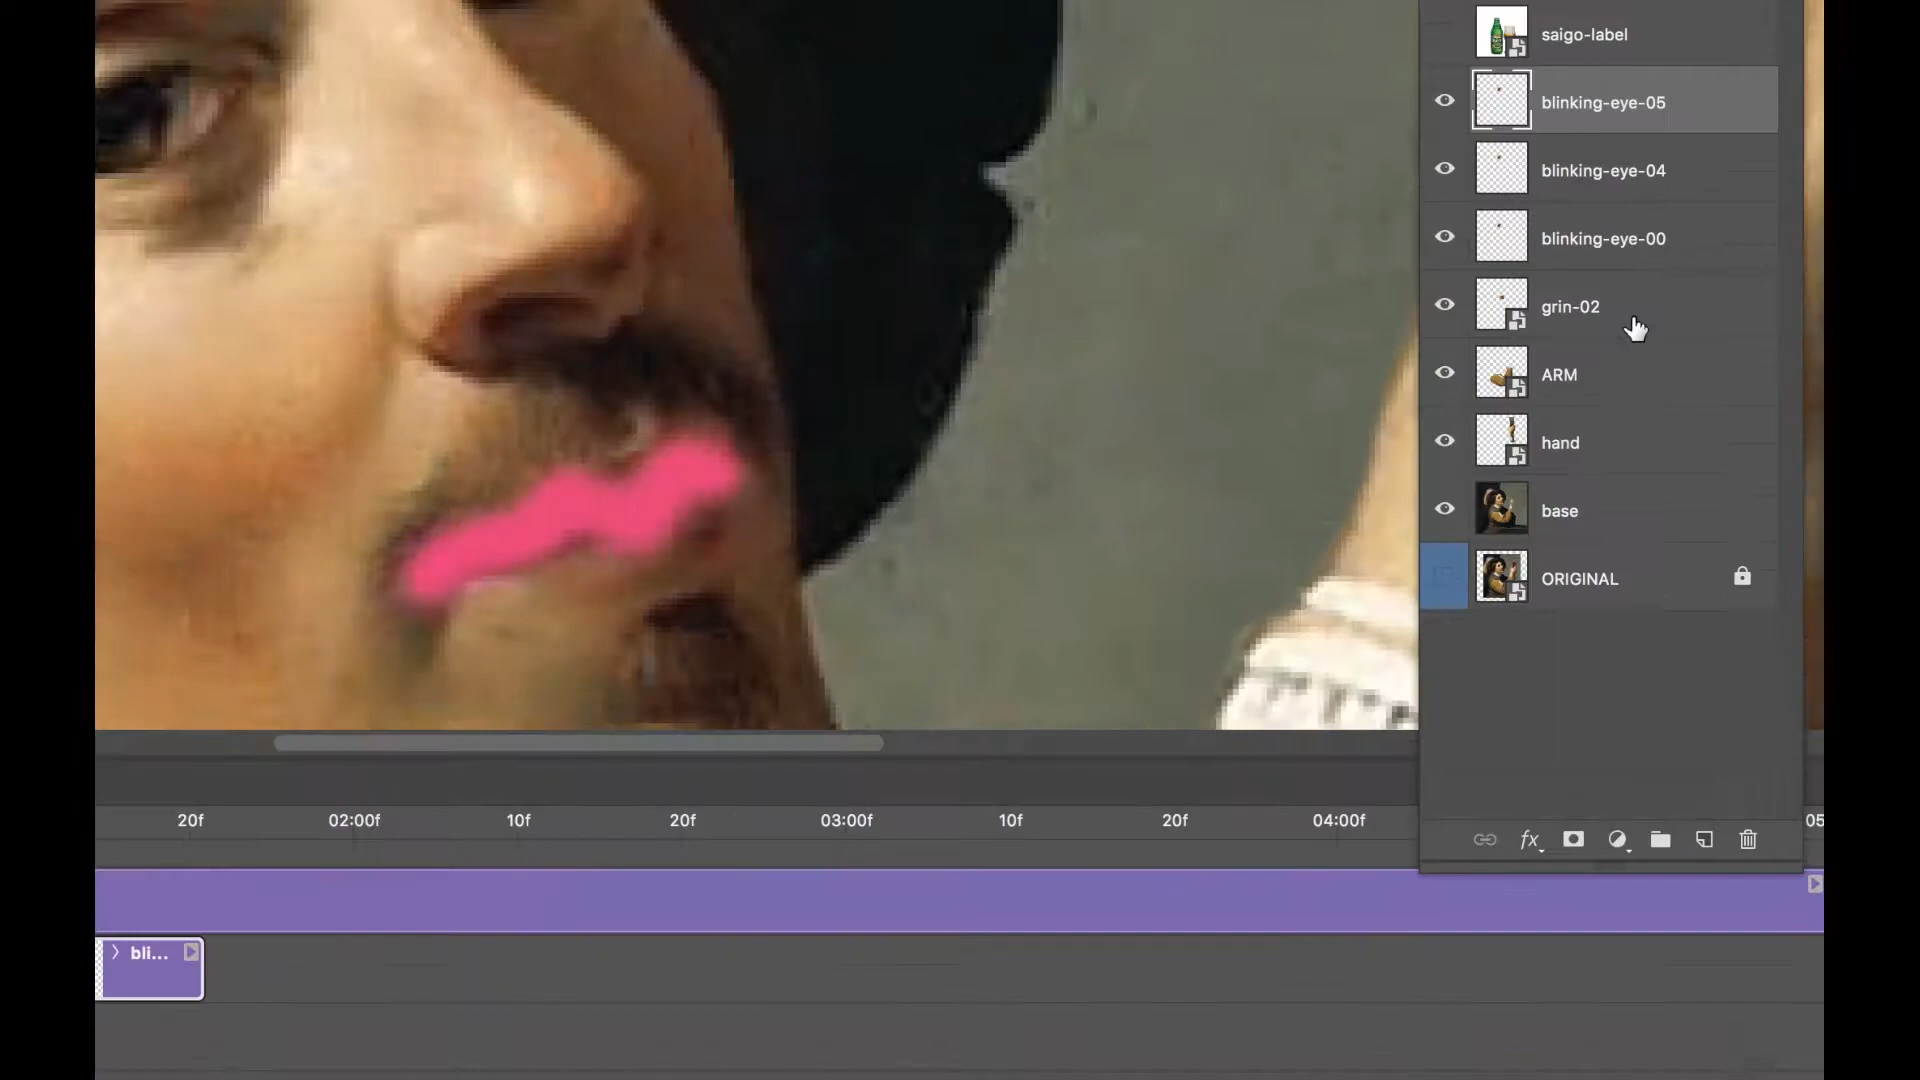 saigo-label
blinking-eye-05
blinking-eye-04
blinking-eye-00
grin-02
ARM
hand
base
ORIGINAL
20f 02:00f 10f 20f 03:00f 10f 20f 04:00f 05
fx
bli...